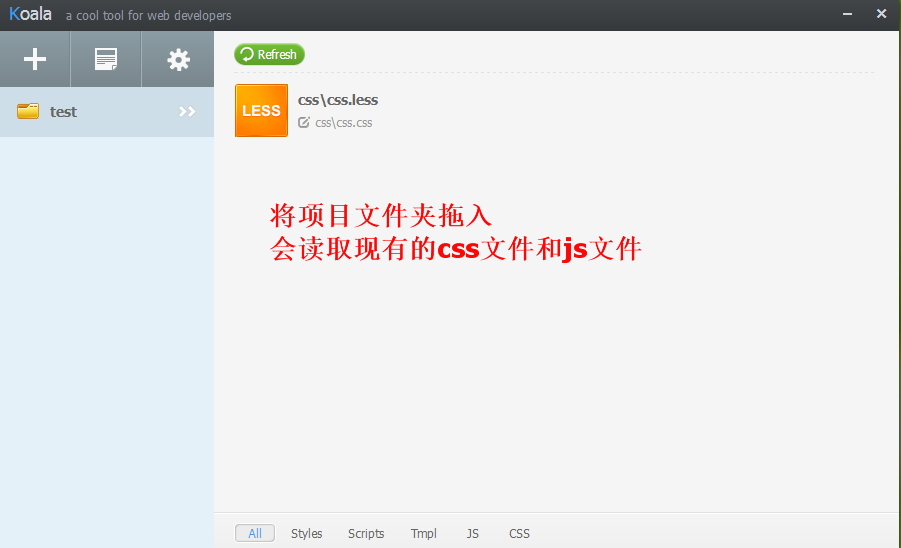 Koala a cool tool for web developers
Refresh
test
LESS
css\css.less
css\css.css
将项目文件夹拖入
会读取现有的css文件和js文件
All Styles Scripts Tmpl JS CSS